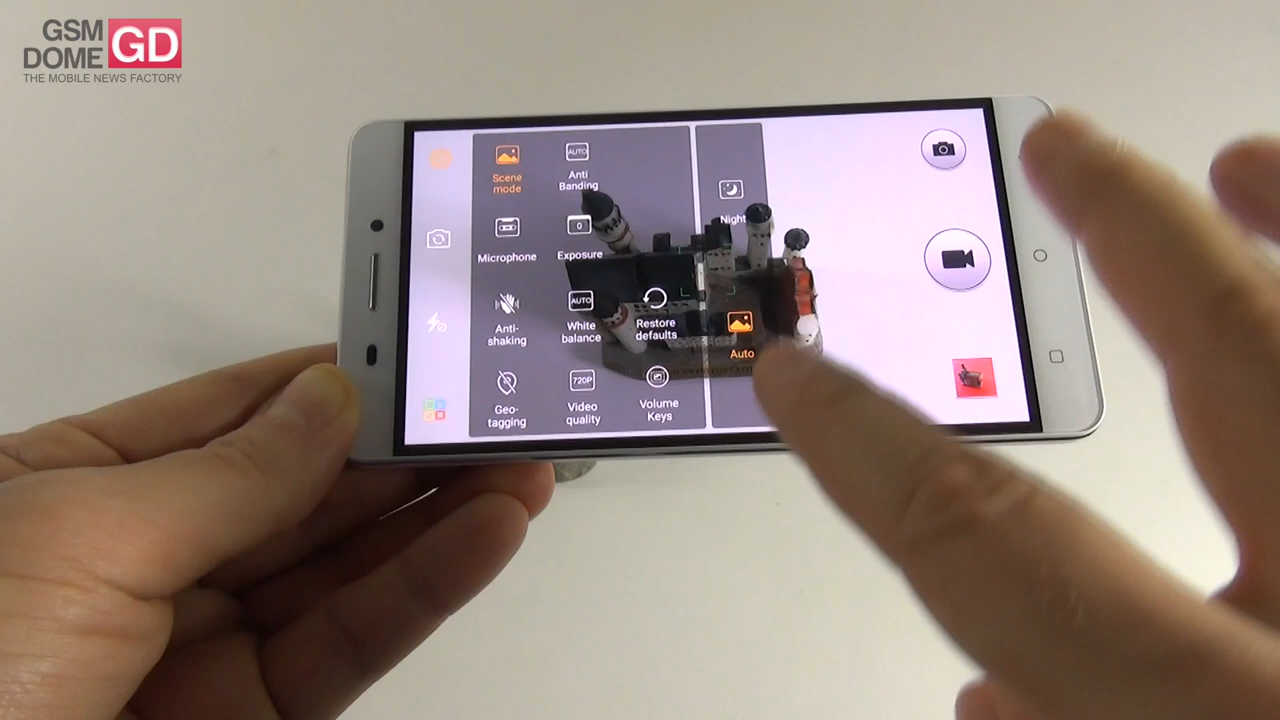 GSM
DOME GD
THE MOBILE NEWS FACTORY
Scene
mode
AUTO
Anti
Banding
Night
Microphone
0
Exposure
Anti-
shaking
AUTO
White
balance
Restore
defaults
Auto
Geo-
tagging
720P
Video
quality
Volume
Keys